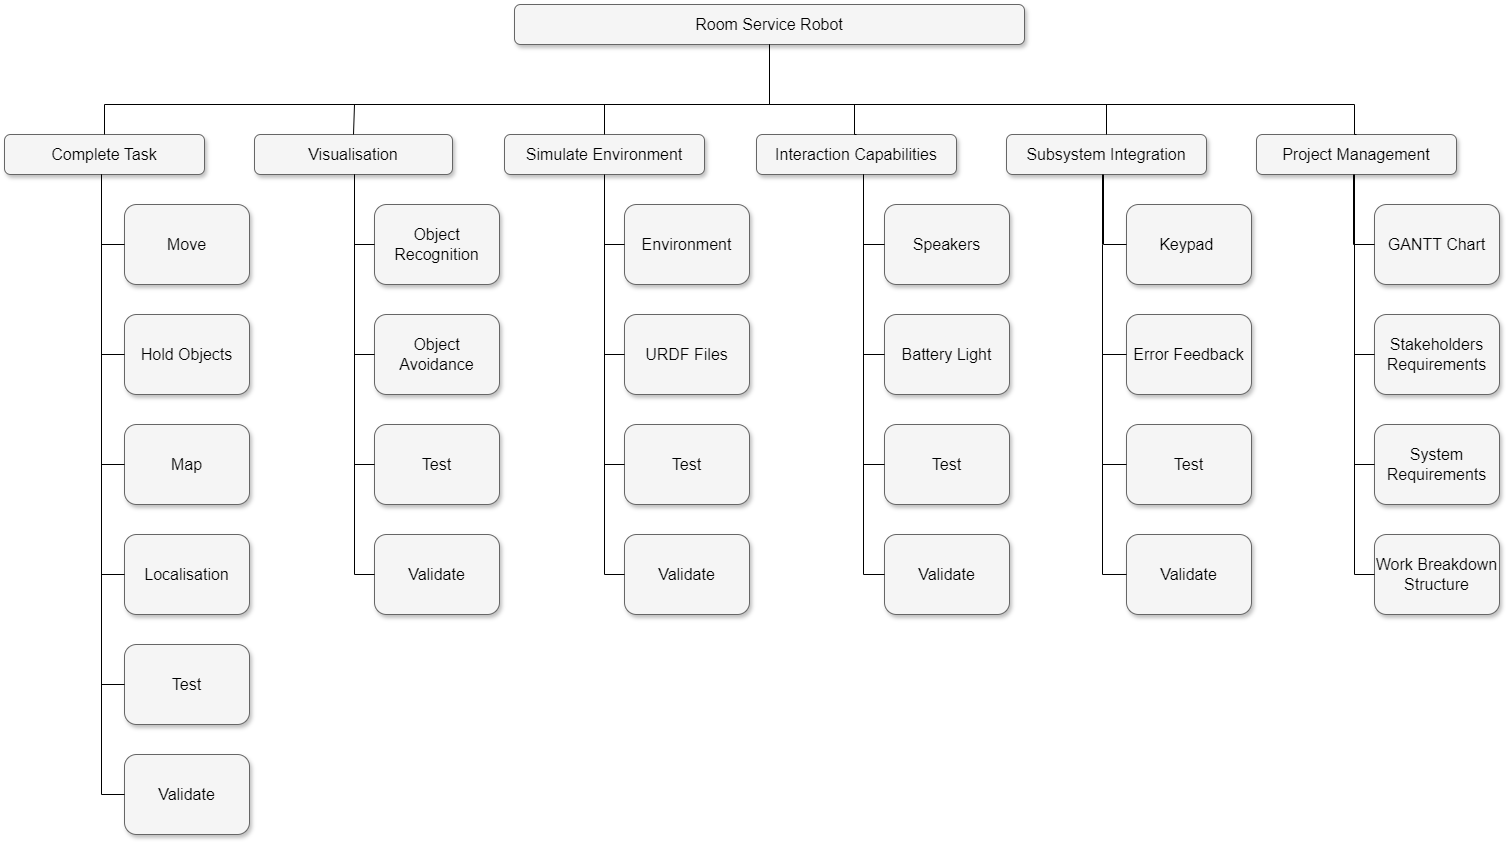 Room Service Robot
Complete Task
Move
Hold Objects
Map
Localisation
Test
Validate
Visualisation
Object
Recognition
Object
Avoidance
Test
Validate
Simulate Environment
Environment
URDF Files
Test
Validate
Interaction Capabilities
Speakers
Battery Light
Test
Validate
Subsystem Integration
Keypad
Error Feedback
Test
Validate
Project Management
GANTT Chart
Stakeholders
Requirements
System
Requirements
Work Breakdown
Structure